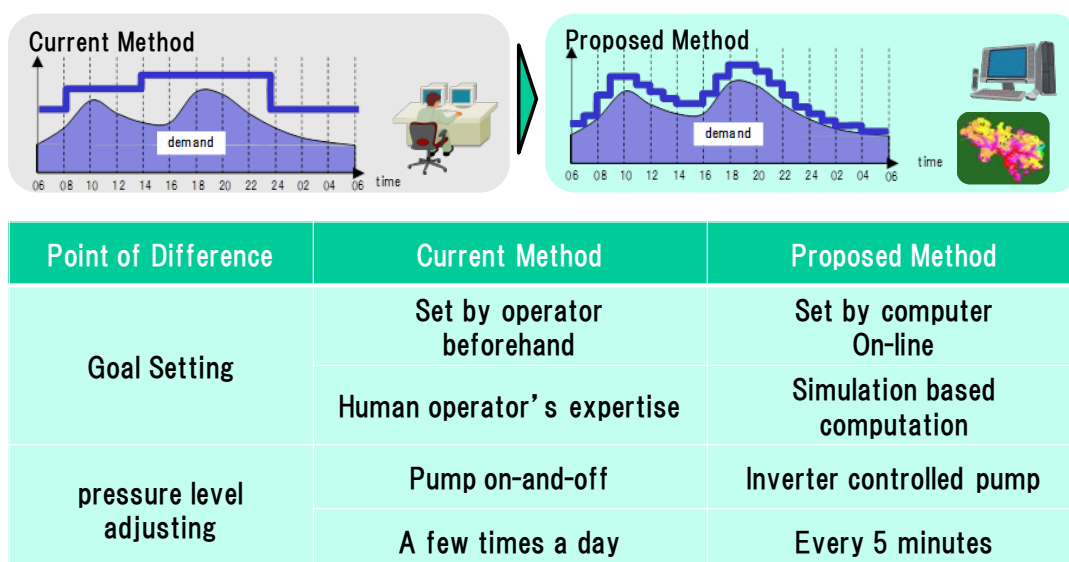 Current Method
demand
06 08 10 12 14 16 18 20 22 24 02 04 06
time
Proposed Method
demand
06 08 10 12 14 16 18 20 22 24 02 04 06
time
Point of Difference
Current Method
Proposed Method
Goal Setting
Set by operator
beforehand
Set by computer
On-line
Human operator’s expertise
Simulation based
computation
pressure level
adjusting
Pump on-and-off
Inverter controlled pump
A few times a day
Every 5 minutes